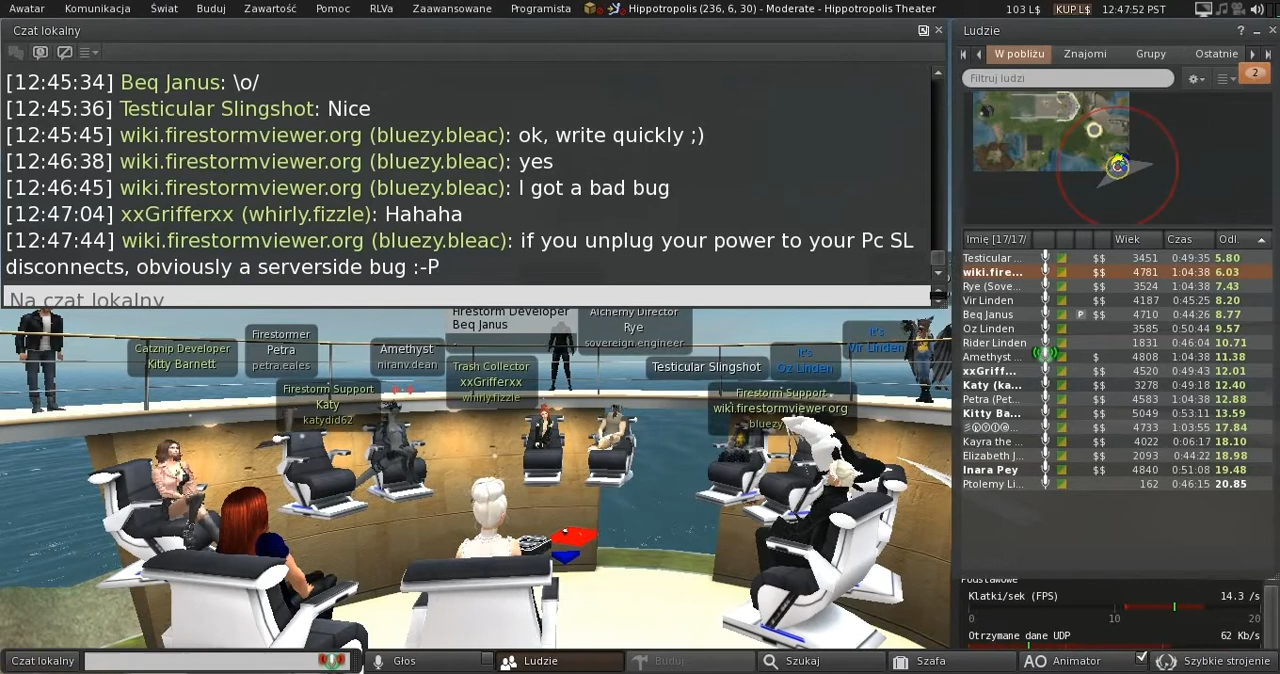 Awatar Komunikacja Świat Buduj Zawartość Pomoc RLVa Zaawansowane Programista Hippotropolis (236, 6, 30) - Moderate - Hippotropolis Theater 103 L$ KUP L$ 12:47:52 PST
Czat lokalny
[12:45:34] Beq Janus: \o/
[12:45:36] Testicular Slingshot: Nice
[12:45:45] wiki.firestormviewer.org (bluezy.bleac): ok, write quickly ;)
[12:46:38] wiki.firestormviewer.org (bluezy.bleac): yes
[12:46:45] wiki.firestormviewer.org (bluezy.bleac): I got a bad bug
[12:47:04] xxGrifferxx (whirly.fizzle): Hahaha
[12:47:44] wiki.firestormviewer.org (bluezy.bleac): if you unplug your power to your Pc SL
disconnects, obviously a serverside bug :-P
Na czat lokalny
Firestorm Developer
Beq Janus
Alchemy Director
Rye
sovereign.engineer
Firestormer
Petra
petra.eales
Catznip Developer
Kitty Barnett
Amethyst
niranv.dean
Trash Collector
xxGrifferxx
whirly.fizzle
Testicular Slingshot
It's
Oz Linden
It's
Vir Linden
Firestorm Support
Katy
katydid62
Firestorm Support
wiki.firestormviewer.org
bluezy
Ludzie
W pobliżu Znajomi Grupy Ostatnie
Filtruj ludzi
2
Imię [17/17/ Wiek Czas Odl.
Testicular ... $$ 3451 0:49:35 5.80
wiki.fire... $$ 4781 1:04:38 6.03
Rye (Sove... $$ 3524 1:04:38 7.43
Vir Linden $$ 4187 0:45:25 8.20
Beq Janus P $$ 4710 0:44:26 8.77
Oz Linden 3585 0:50:44 9.57
Rider Linden 1831 0:46:04 10.71
Amethyst ... $ 4808 1:04:38 11.38
xxGriff... $$ 4520 0:49:43 12.01
Katy (ka... $$ 3278 0:49:18 12.40
Petra (Pet... $$ 4583 1:04:38 12.88
Kitty Ba... $$ 5049 0:53:11 13.59
$$ 4733 1:03:55 17.84
Kayra the ... $$ 4022 0:06:17 18.10
Elizabeth J... $$ 2093 0:44:22 18.98
Inara Pey $$ 4840 0:51:08 19.48
Ptolemy Li... 162 0:46:15 20.85
Podstawowe
Klatki/sek (FPS) 14.3 /s
0 10 20
Otrzymane dane UDP 62 Kb/s
Czat lokalny Głos Ludzie Buduj Szukaj Szafa AO Animator Szybkie strojenie